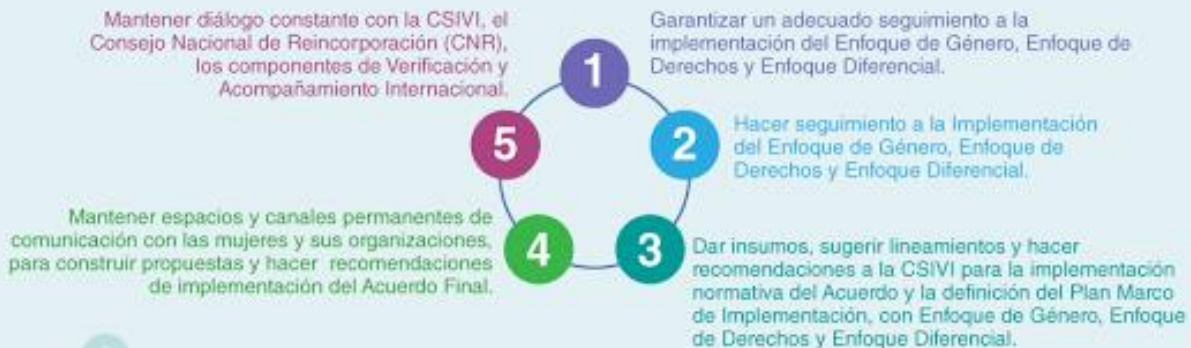 1
Garantizar un adecuado seguimiento a la
implementación del Enfoque de Género, Enfoque de
Derechos y Enfoque Diferencial.
2
Hacer seguimiento a la Implementación
del Enfoque de Género, Enfoque de
Derechos y Enfoque Diferencial.
3
Dar insumos, sugerir lineamientos y hacer
recomendaciones a la CSIVI para la implementación
normativa del Acuerdo y la definición del Plan Marco
de Implementación, con Enfoque de Género, Enfoque
de Derechos y Enfoque Diferencial.
4
Mantener espacios y canales permanentes de
comunicación con las mujeres y sus organizaciones,
para construir propuestas y hacer recomendaciones
de implementación del Acuerdo Final.
5
Mantener diálogo constante con la CSIVI, el
Consejo Nacional de Reincorporación (CNR),
los componentes de Verificación y
Acompañamiento Internacional.